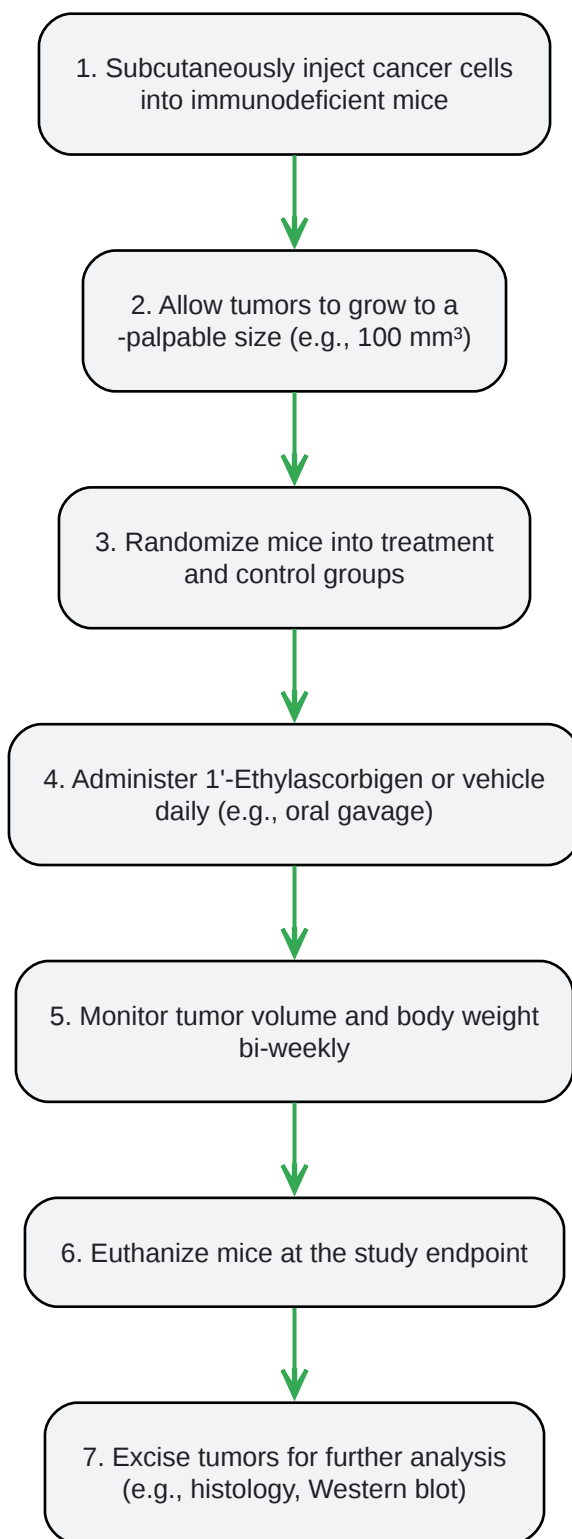 1. Subcutaneously inject cancer cells
into immunodeficient mice
2. Allow tumors to grow to a
-palpable size (e.g., 100 mm³)
3. Randomize mice into treatment
and control groups
4. Administer 1'-Ethylascorbigen or vehicle
daily (e.g., oral gavage)
5. Monitor tumor volume and body weight
bi-weekly
6. Euthanize mice at the study endpoint
7. Excise tumors for further analysis
(e.g., histology, Western blot)